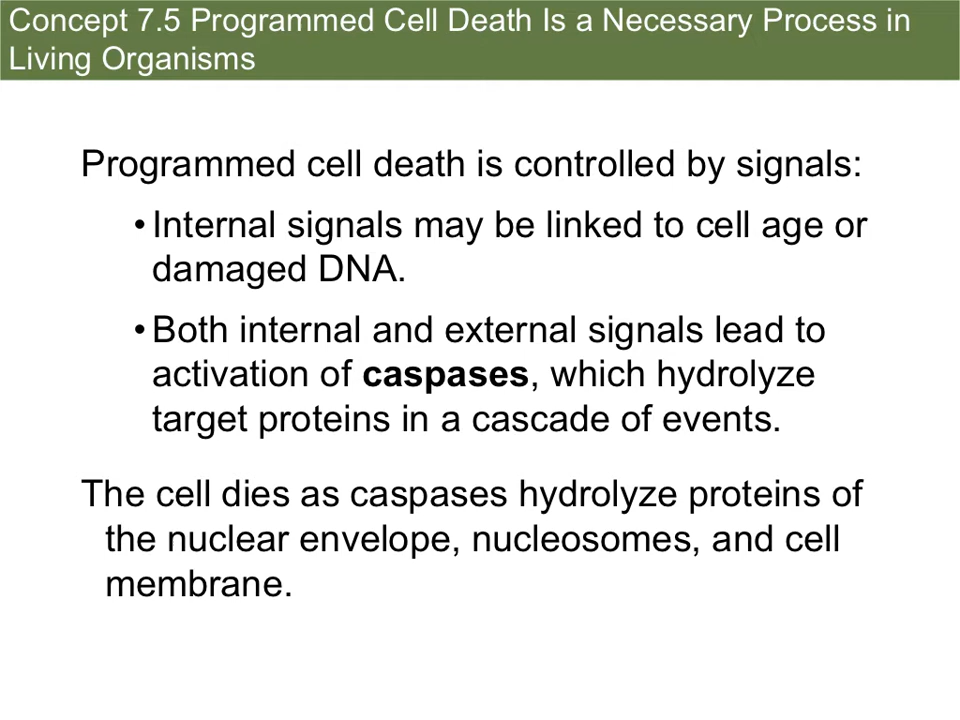 Concept 7.5 Programmed Cell Death Is a Necessary Process in
Living Organisms
Programmed cell death is controlled by signals:
• Internal signals may be linked to cell age or
damaged DNA.
• Both internal and external signals lead to
activation of caspases, which hydrolyze
target proteins in a cascade of events.
The cell dies as caspases hydrolyze proteins of
the nuclear envelope, nucleosomes, and cell
membrane.